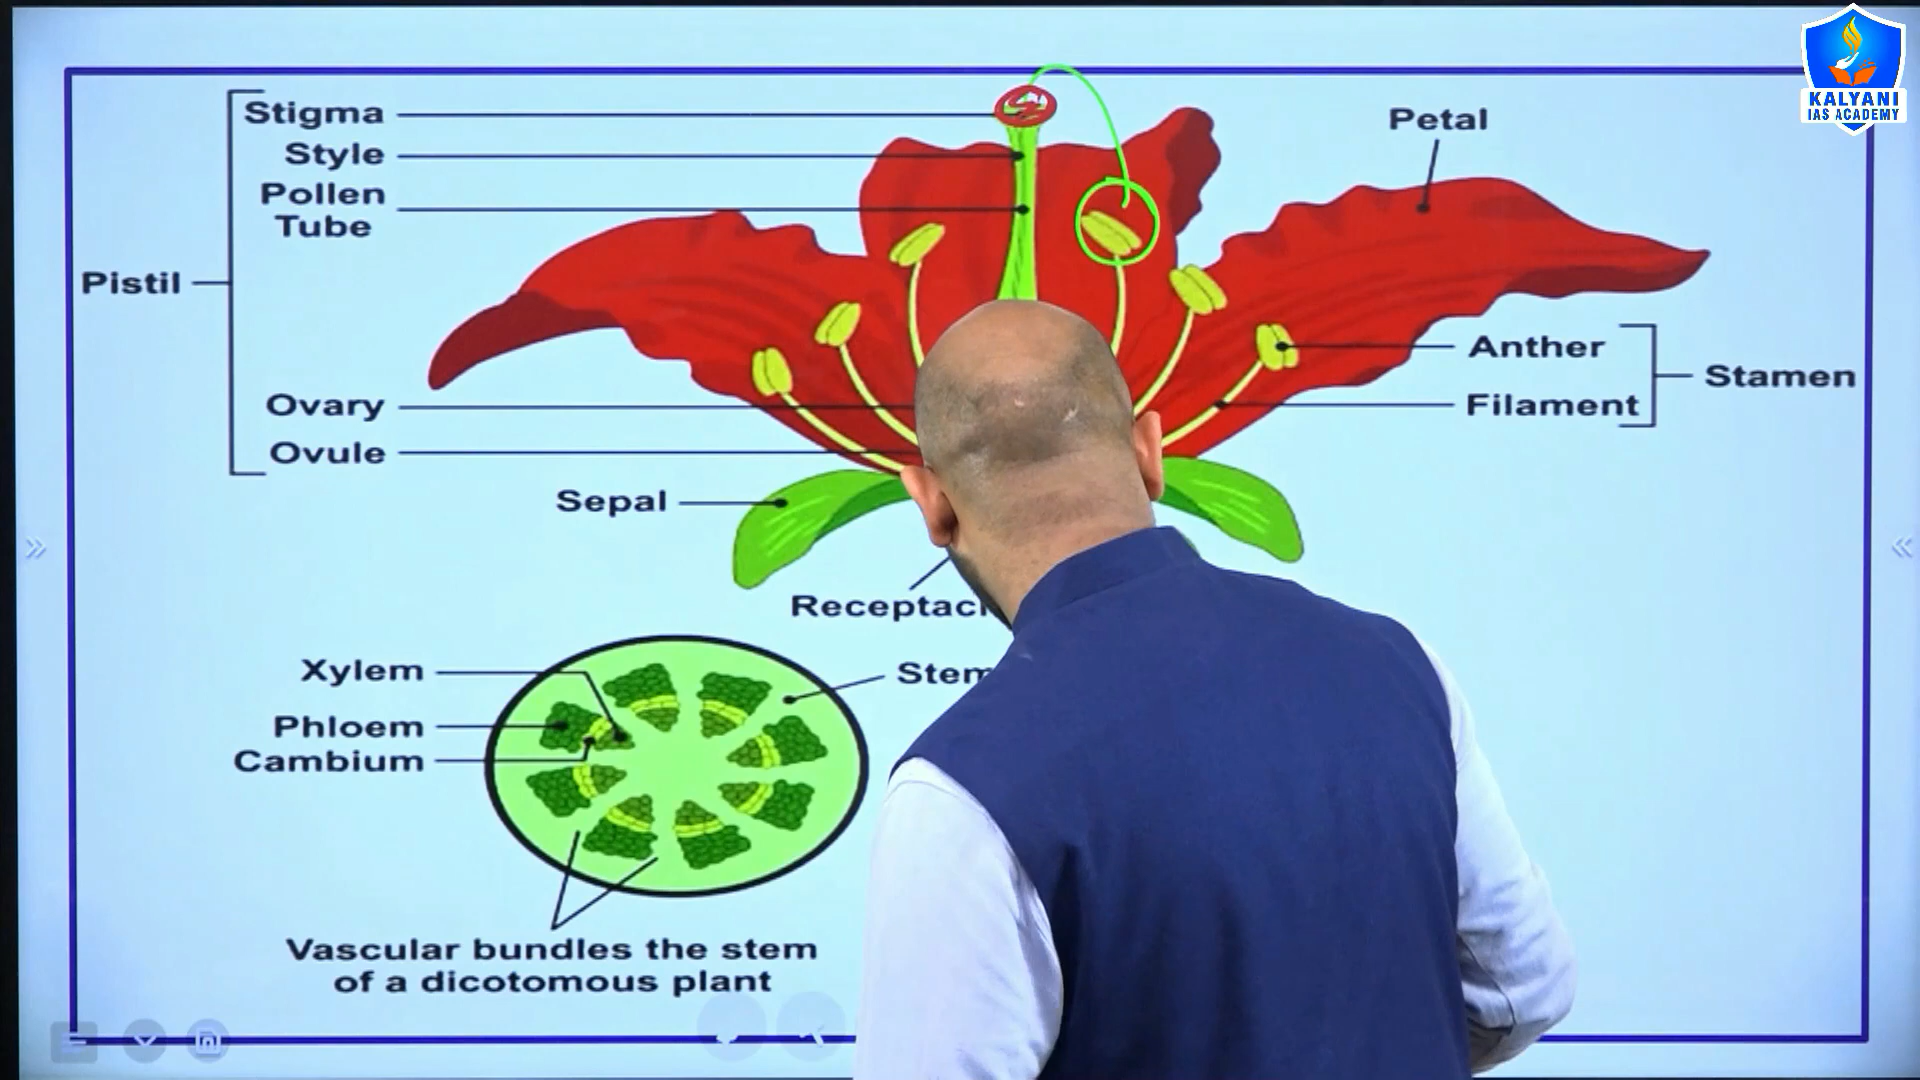 KALYANI
IAS ACADEMY
Stigma
Style
Pollen
Tube
Pistil
Ovary
Ovule
Sepal
Petal
Anther
Filament
Stamen
Xylem
Phloem
Cambium
Stem
Vascular bundles the stem
of a dicotomous plant